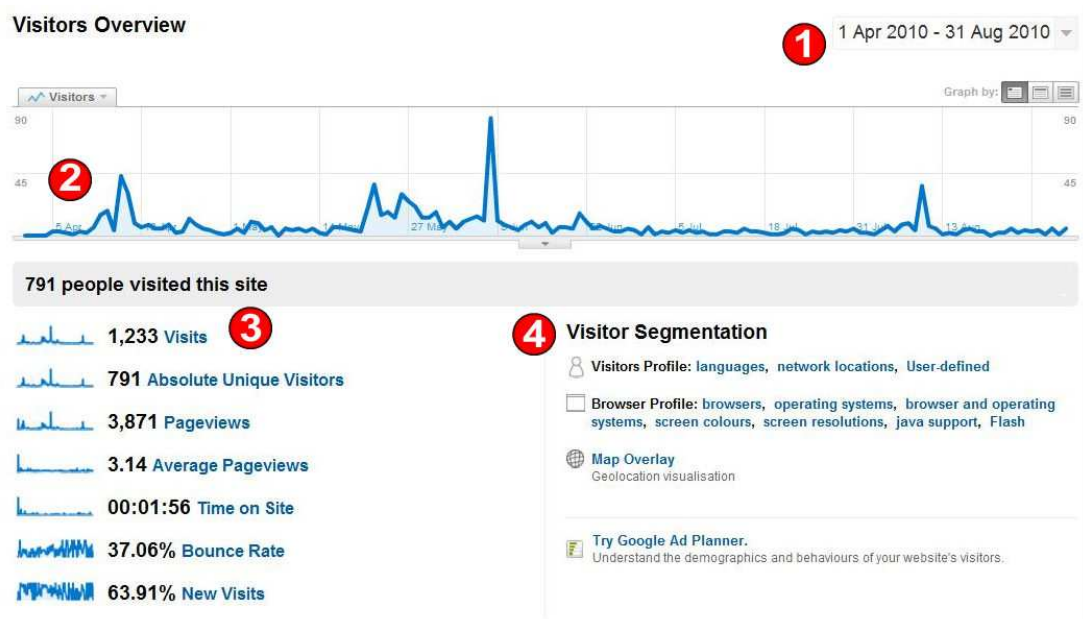 Visitors Overview
1
1 Apr 2010 - 31 Aug 2010
Visitors
Graph by:
90 90
2
45 45
5 Apr 1 May 14 May 27 May 5 Jul 18 Jul 31 Jul 13 Aug
791 people visited this site
3
1,233 Visits
791 Absolute Unique Visitors
3,871 Pageviews
3.14 Average Pageviews
00:01:56 Time on Site
37.06% Bounce Rate
63.91% New Visits
4
Visitor Segmentation
Visitors Profile: languages, network locations, User-defined
Browser Profile: browsers, operating systems, browser and operating
systems, screen colours, screen resolutions, java support, Flash
Map Overlay
Geolocation visualisation
Try Google Ad Planner.
Understand the demographics and behaviours of your website's visitors.